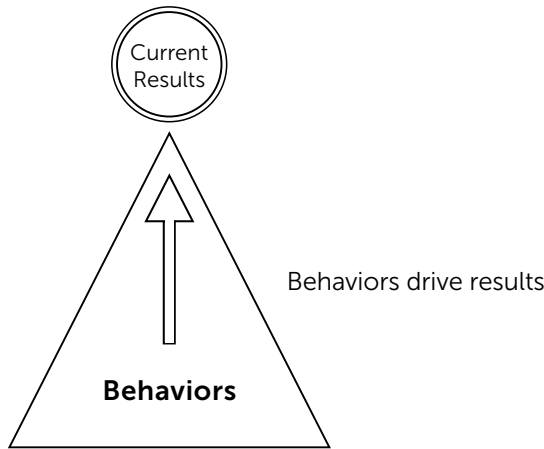 Current
Results
Behaviors drive results
Behaviors